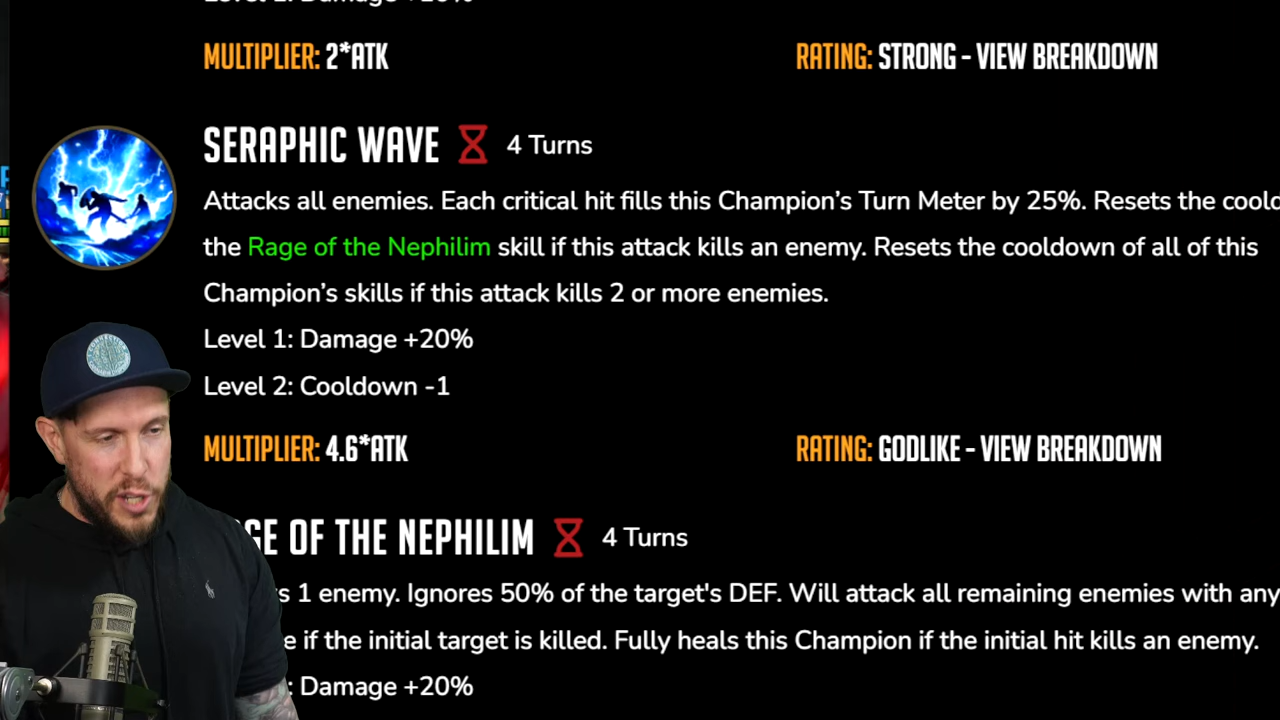 MULTIPLIER: 2*ATK
RATING: STRONG - VIEW BREAKDOWN
SERAPHIC WAVE 4 Turns
Attacks all enemies. Each critical hit fills this Champion's Turn Meter by 25%. Resets the
the Rage of the Nephilim skill if this attack kills an enemy. Resets the cooldown of all of this
Champion's skills if this attack kills 2 or more enemies.
Level 1: Damage +20%
Level 2: Cooldown -1
MULTIPLIER: 4.6*ATK
RATING: GODLIKE - VIEW BREAKDOWN
OF THE NEPHILIM 4 Turns
1 enemy. Ignores 50% of the target's DEF. Will attack all remaining enemies with any
if the initial target is killed. Fully heals this Champion if the initial hit kills an enemy.
: Damage +20%